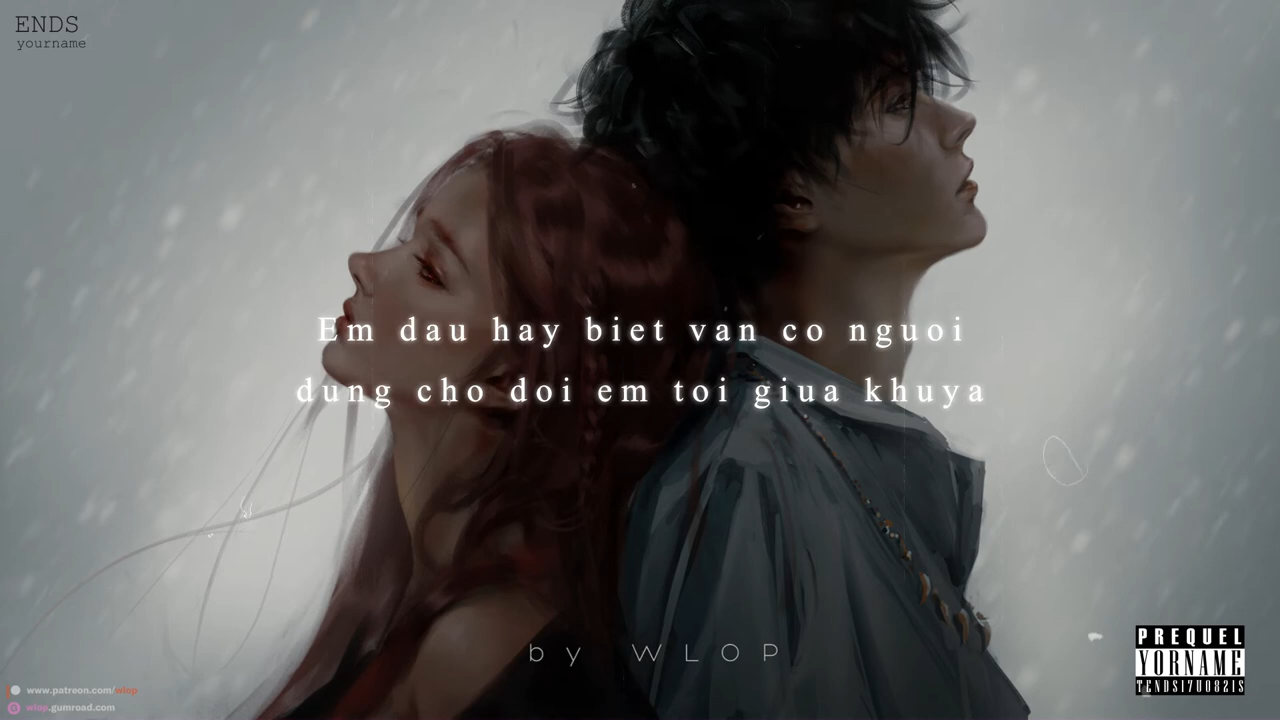 ENDS
yourname
Em dau hay biet van co nguoi
dung cho doi em toi giua khuya
by WLOP
www.patreon.com/wlop
wlop.gumroad.com
PREQUEL
YORNAME
TENDS17U0821S